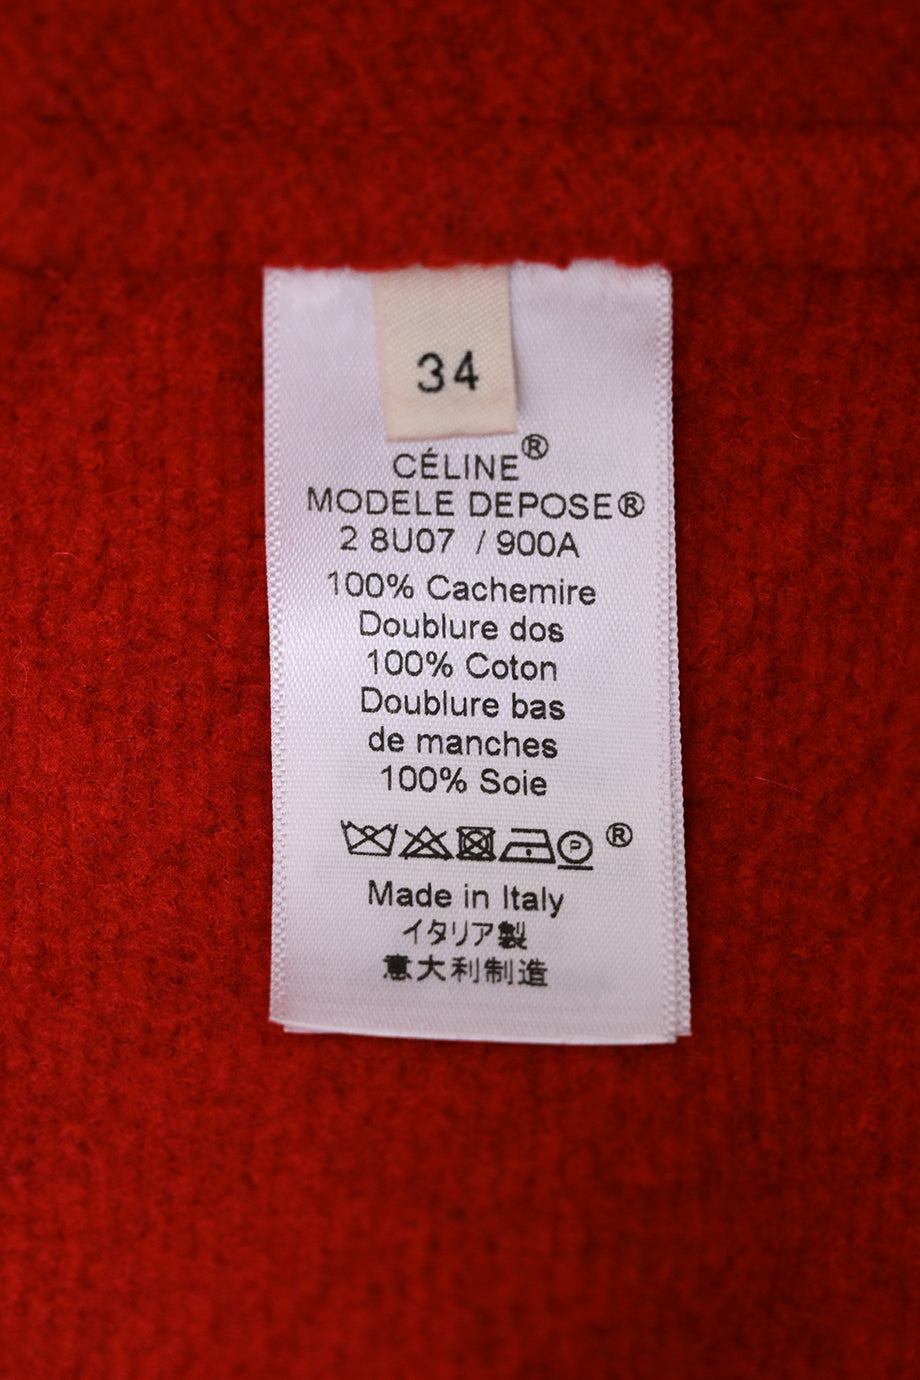 34
CÉLINE®
MODELE DEPOSE®
2 8U07 / 900A
100% Cachemire
Doublure dos
100% Coton
Doublure bas
de manches
100% Soie
P ®
Made in Italy
イタリア製
意大利制造